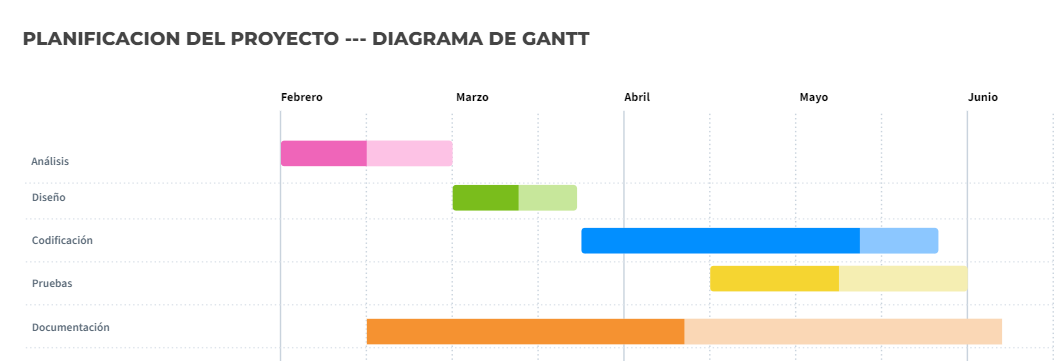 PLANIFICACION DEL PROYECTO --- DIAGRAMA DE GANTT
Febrero Marzo Abril Mayo Junio
Análisis
Diseño
Codificación
Pruebas
Documentación